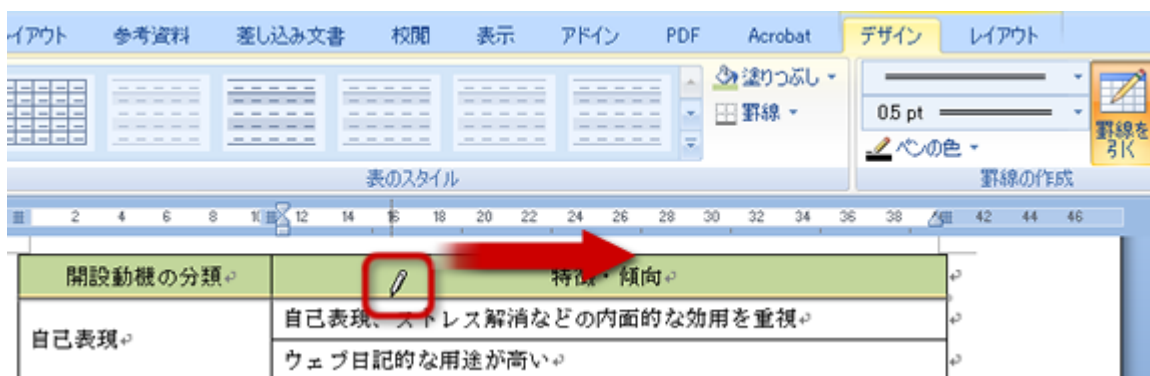 イアウト 参考資料 差し込み文書 校閲 表示 アドイン PDF Acrobat デザイン レイアウト
塗りつぶし
罫線
0.5 pt
ペンの色
罫線を
引く
表のスタイル
罫線の作成
2 4 6 8 10 12 14 16 18 20 22 24 26 28 30 32 34 36 38 42 44 46
開設動機の分類
特徴・傾向
自己表現
自己表現、ストレス解消などの内面的な効用を重視
ウェブ日記的な用途が高い